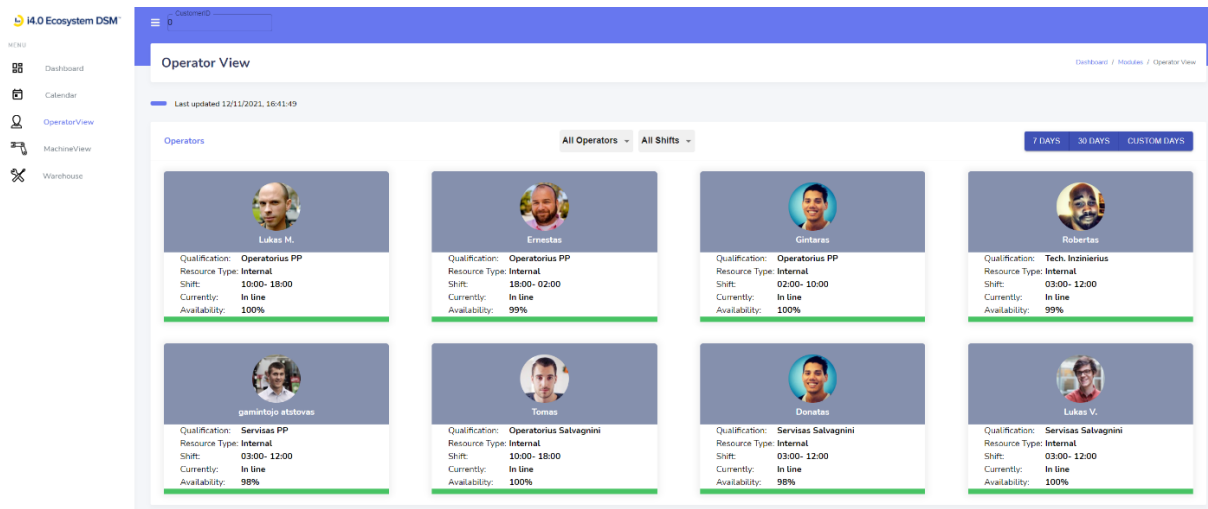 i4.0 Ecosystem DSM™
MENU
Dashboard
Calendar
OperatorView
MachineView
Warehouse
CustomerID
0
Operator View
Dashboard / Modules / Operator View
Last updated 12/11/2021, 16:41:49
Operators
All Operators
All Shifts
7 DAYS
30 DAYS
CUSTOM DAYS
Lukas M.
Qualification: Operatorius PP
Resource Type: Internal
Shift: 10:00- 18:00
Currently: In line
Availability: 100%
Ernestas
Qualification: Operatorius PP
Resource Type: Internal
Shift: 18:00- 02:00
Currently: In line
Availability: 99%
Gintaras
Qualification: Operatorius PP
Resource Type: Internal
Shift: 02:00- 10:00
Currently: In line
Availability: 100%
Robertas
Qualification: Tech. Inzinierius
Resource Type: Internal
Shift: 03:00- 12:00
Currently: In line
Availability: 99%
gamintojo atstovas
Qualification: Servisas PP
Resource Type: Internal
Shift: 03:00- 12:00
Currently: In line
Availability: 98%
Tomas
Qualification: Operatorius Salvagnini
Resource Type: Internal
Shift: 10:00- 18:00
Currently: In line
Availability: 100%
Donatas
Qualification: Servisas Salvagnini
Resource Type: Internal
Shift: 03:00- 12:00
Currently: In line
Availability: 98%
Lukas V.
Qualification: Servisas Salvagnini
Resource Type: Internal
Shift: 03:00- 12:00
Currently: In line
Availability: 100%